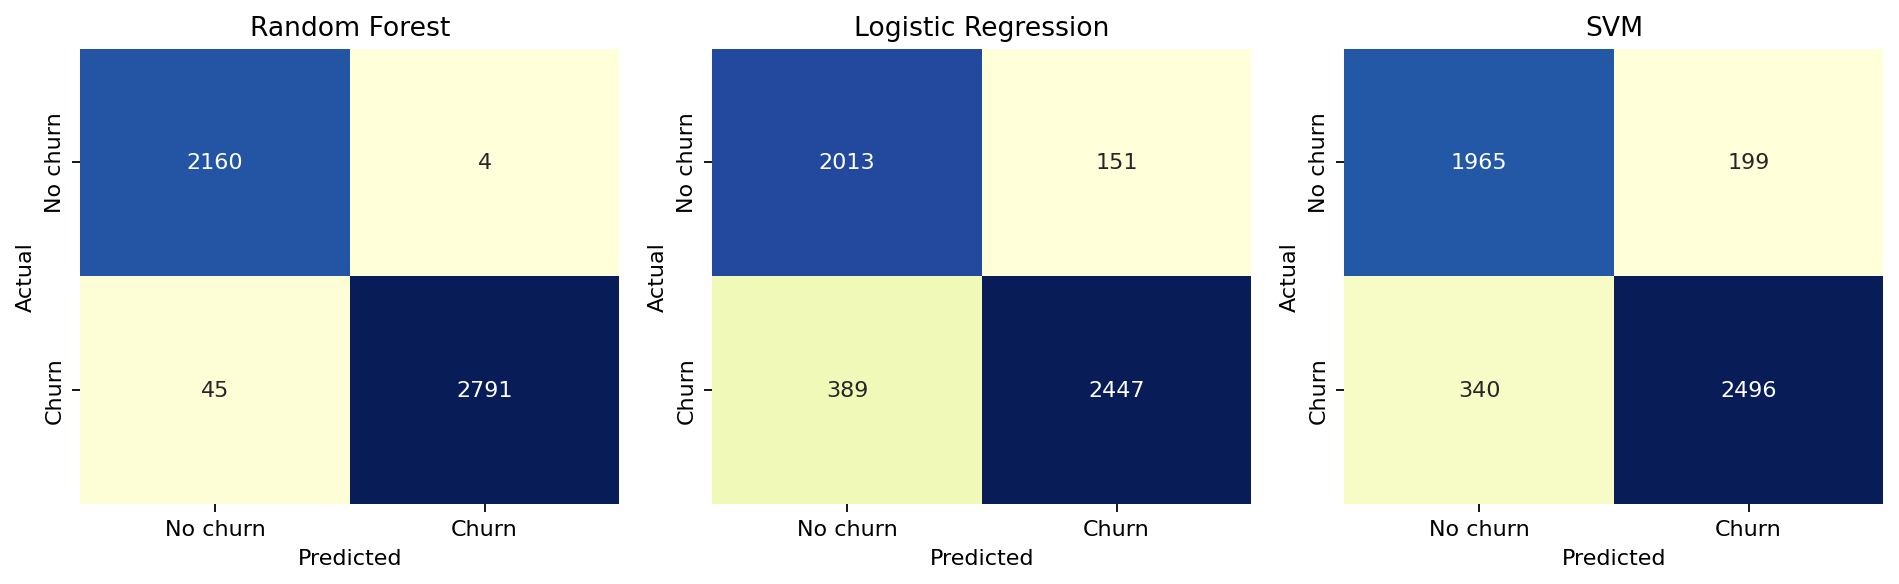 Random Forest
No churn
Churn
Actual
2160
4
45
2791
No churn
Churn
Predicted
Logistic Regression
No churn
Churn
Actual
2013
151
389
2447
No churn
Churn
Predicted
SVM
No churn
Churn
Actual
1965
199
340
2496
No churn
Churn
Predicted